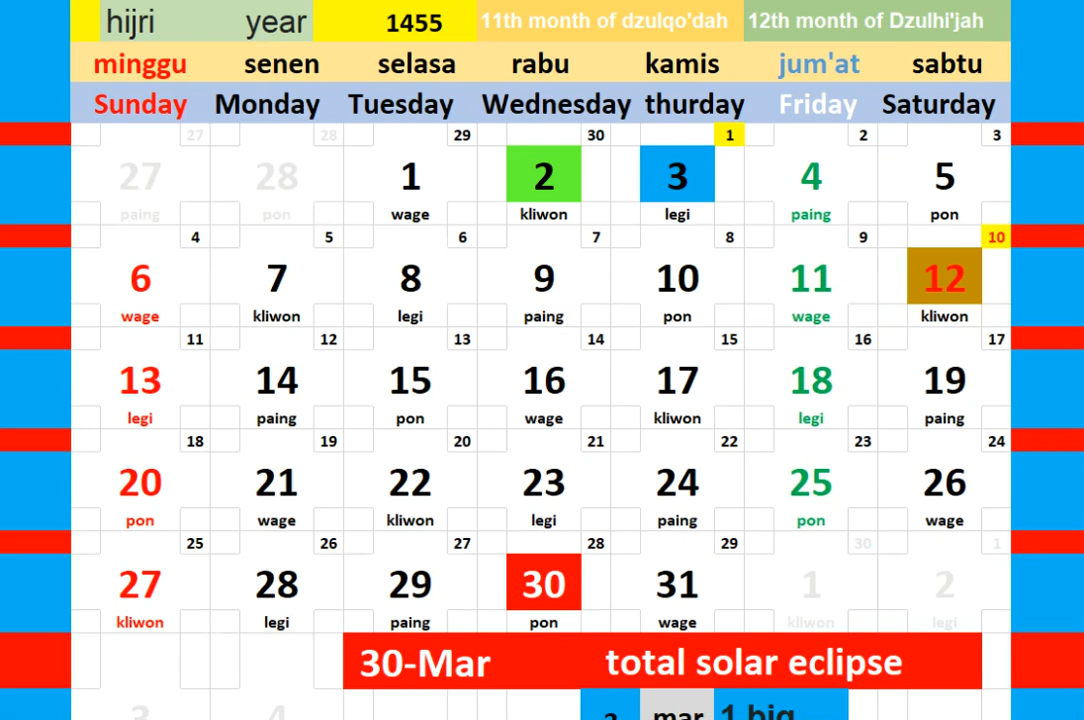 hijri year 1455 11th month of dzulqo'dah 12th month of Dzulhi'jah
minggu senen selasa rabu kamis jum'at sabtu
Sunday Monday Tuesday Wednesday thurday Friday Saturday
27 28 29 30 1 2 3
27 28 1 2 3 4 5
paing pon wage kliwon legi paing pon
4 5 6 7 8 9 10
6 7 8 9 10 11 12
wage kliwon legi paing pon wage kliwon
11 12 13 14 15 16 17
13 14 15 16 17 18 19
legi paing pon wage kliwon legi paing
18 19 20 21 22 23 24
20 21 22 23 24 25 26
pon wage kliwon legi paing pon wage
25 26 27 28 29 30 1
27 28 29 30 31 1 2
kliwon legi paing pon wage kliwon legi
30-Mar total solar eclipse
3 4 mar 1 big